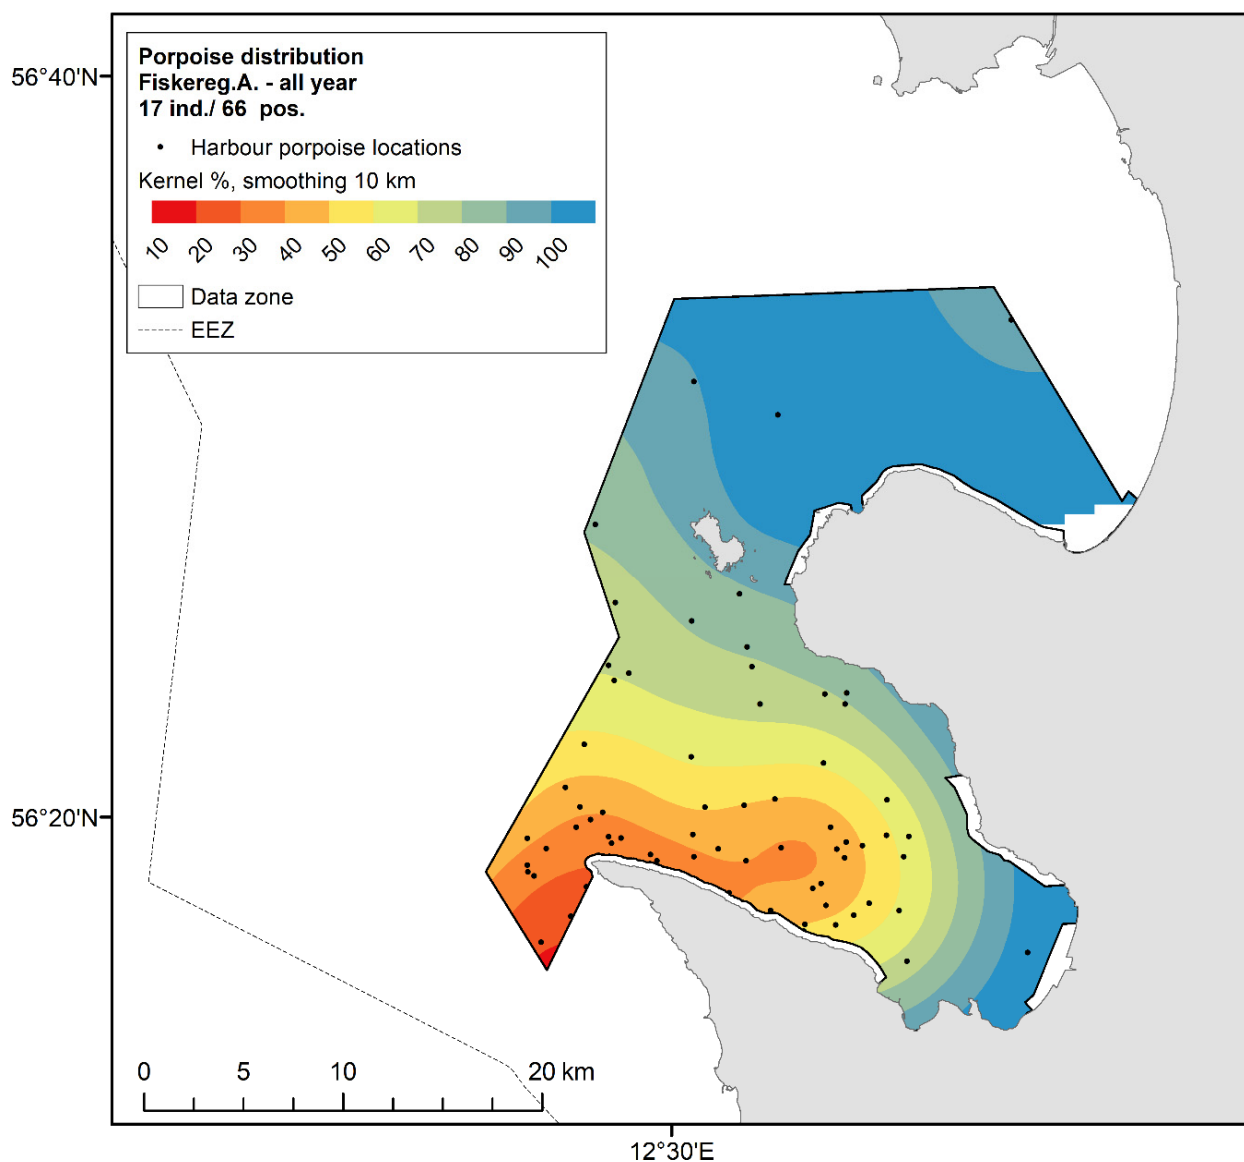 Porpoise distribution
Fiskereg.A. - all year
17 ind./ 66 pos.
Harbour porpoise locations
Kernel %, smoothing 10 km
10 20 30 40 50 60 70 80 90 100
Data zone
EEZ
56°40'N
56°20'N
0 5 10 20 km
12°30'E